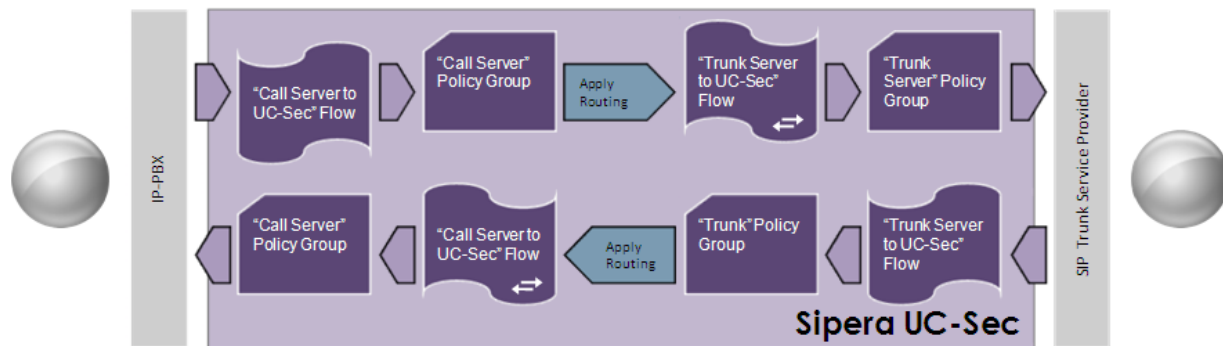 IP-PBX
“Call Server to
UC-Sec” Flow
“Call Server”
Policy Group
Apply
Routing
“Trunk Server
to UC-Sec”
Flow
“Trunk
Server” Policy
Group
SIP Trunk Service Provider
“Call Server”
Policy Group
“Call Server to
UC-Sec” Flow
Apply
Routing
“Trunk” Policy
Group
“Trunk Server
to UC-Sec”
Flow
Sipera UC-Sec